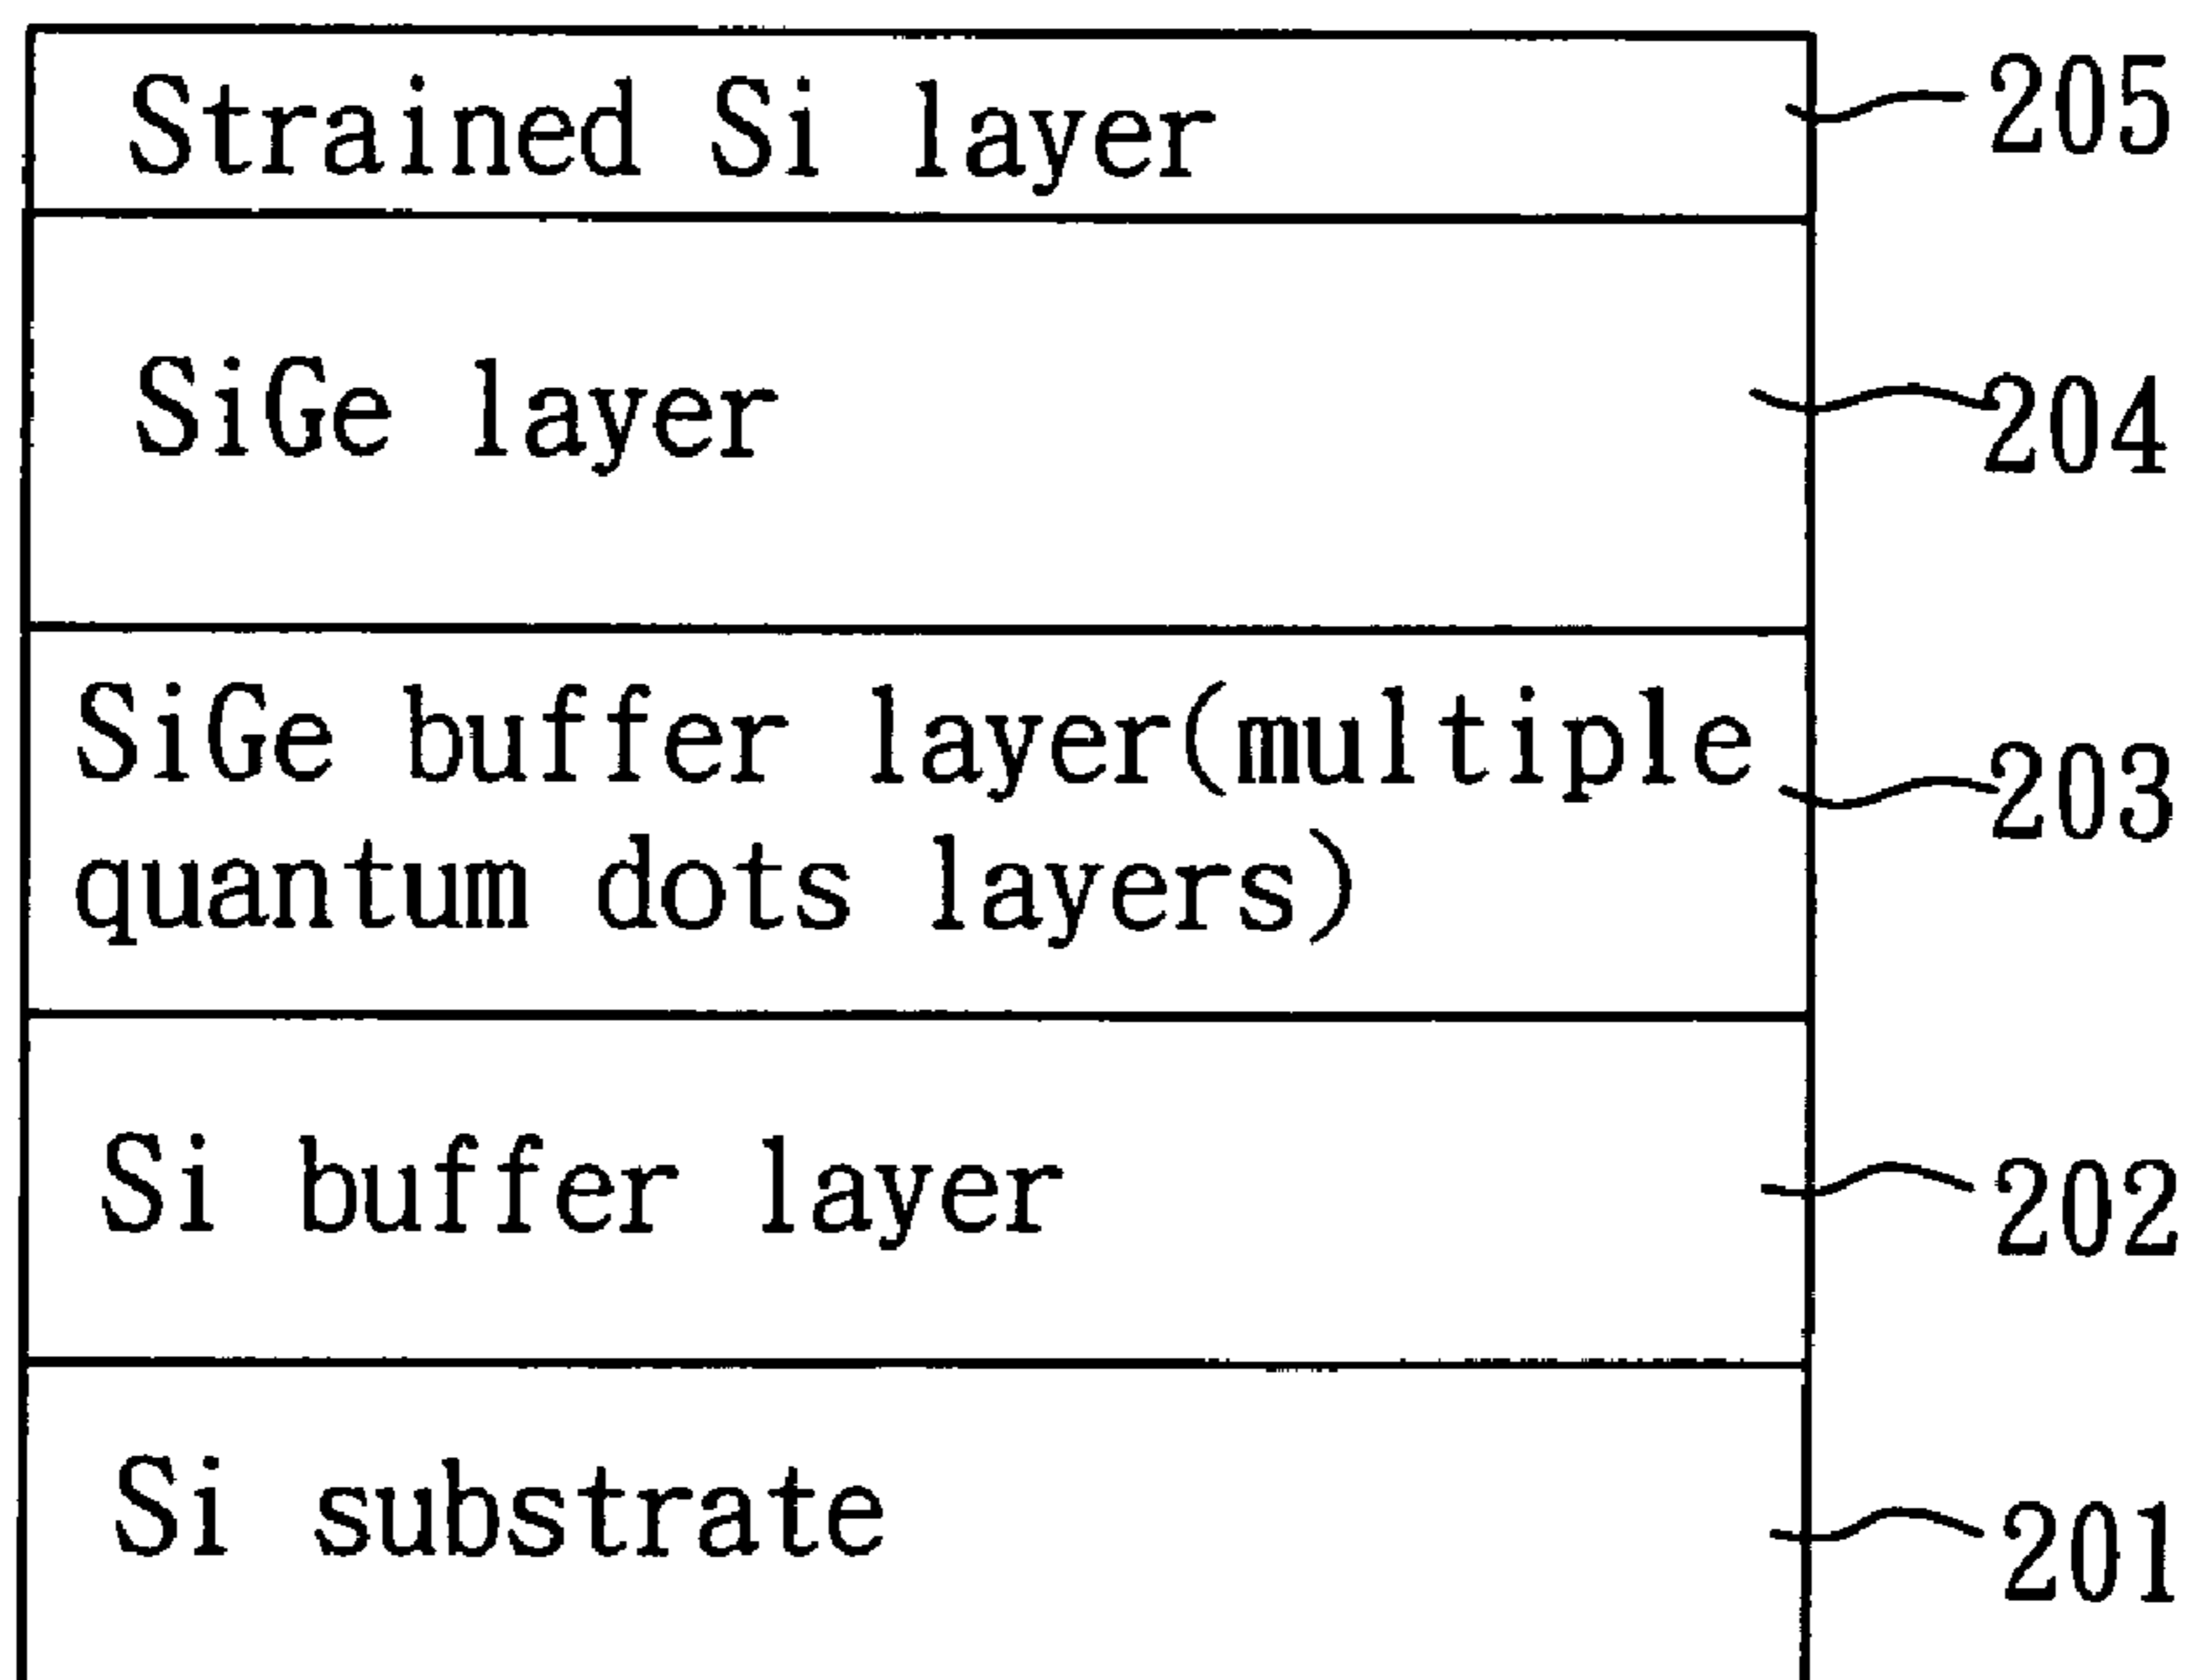 Strained Si layer 205
SiGe layer 204
SiGe buffer layer(multiple
quantum dots layers) 203
Si buffer layer 202
Si substrate 201